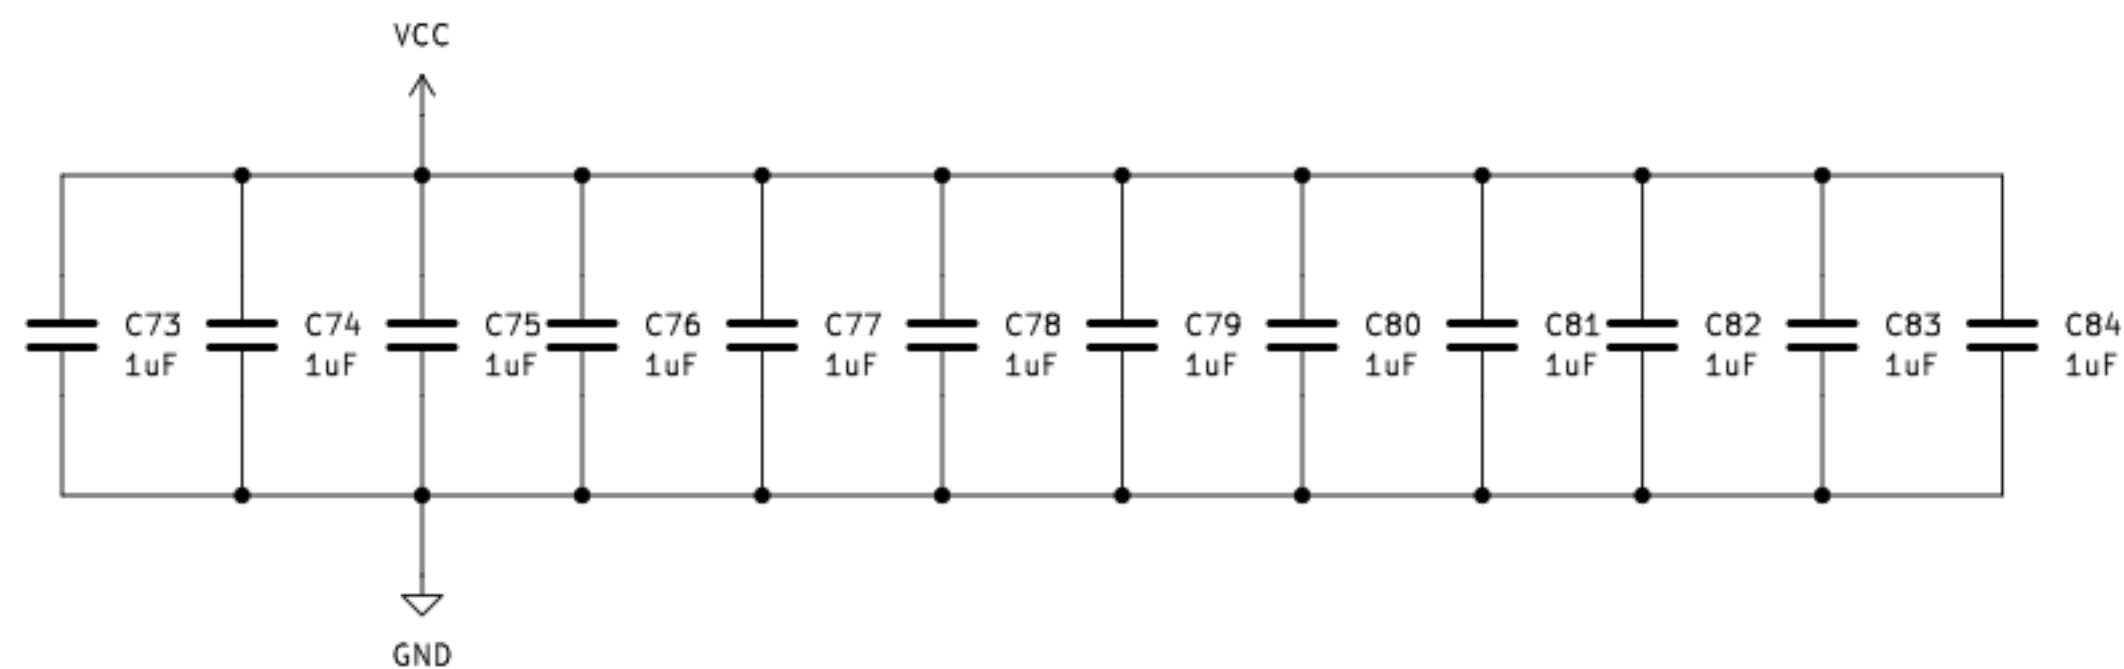 VCC
C73 C74 C75 C76 C77 C78 C79 C80 C81 C82 C83 C84
1uF 1uF 1uF 1uF 1uF 1uF 1uF 1uF 1uF 1uF 1uF 1uF
GND